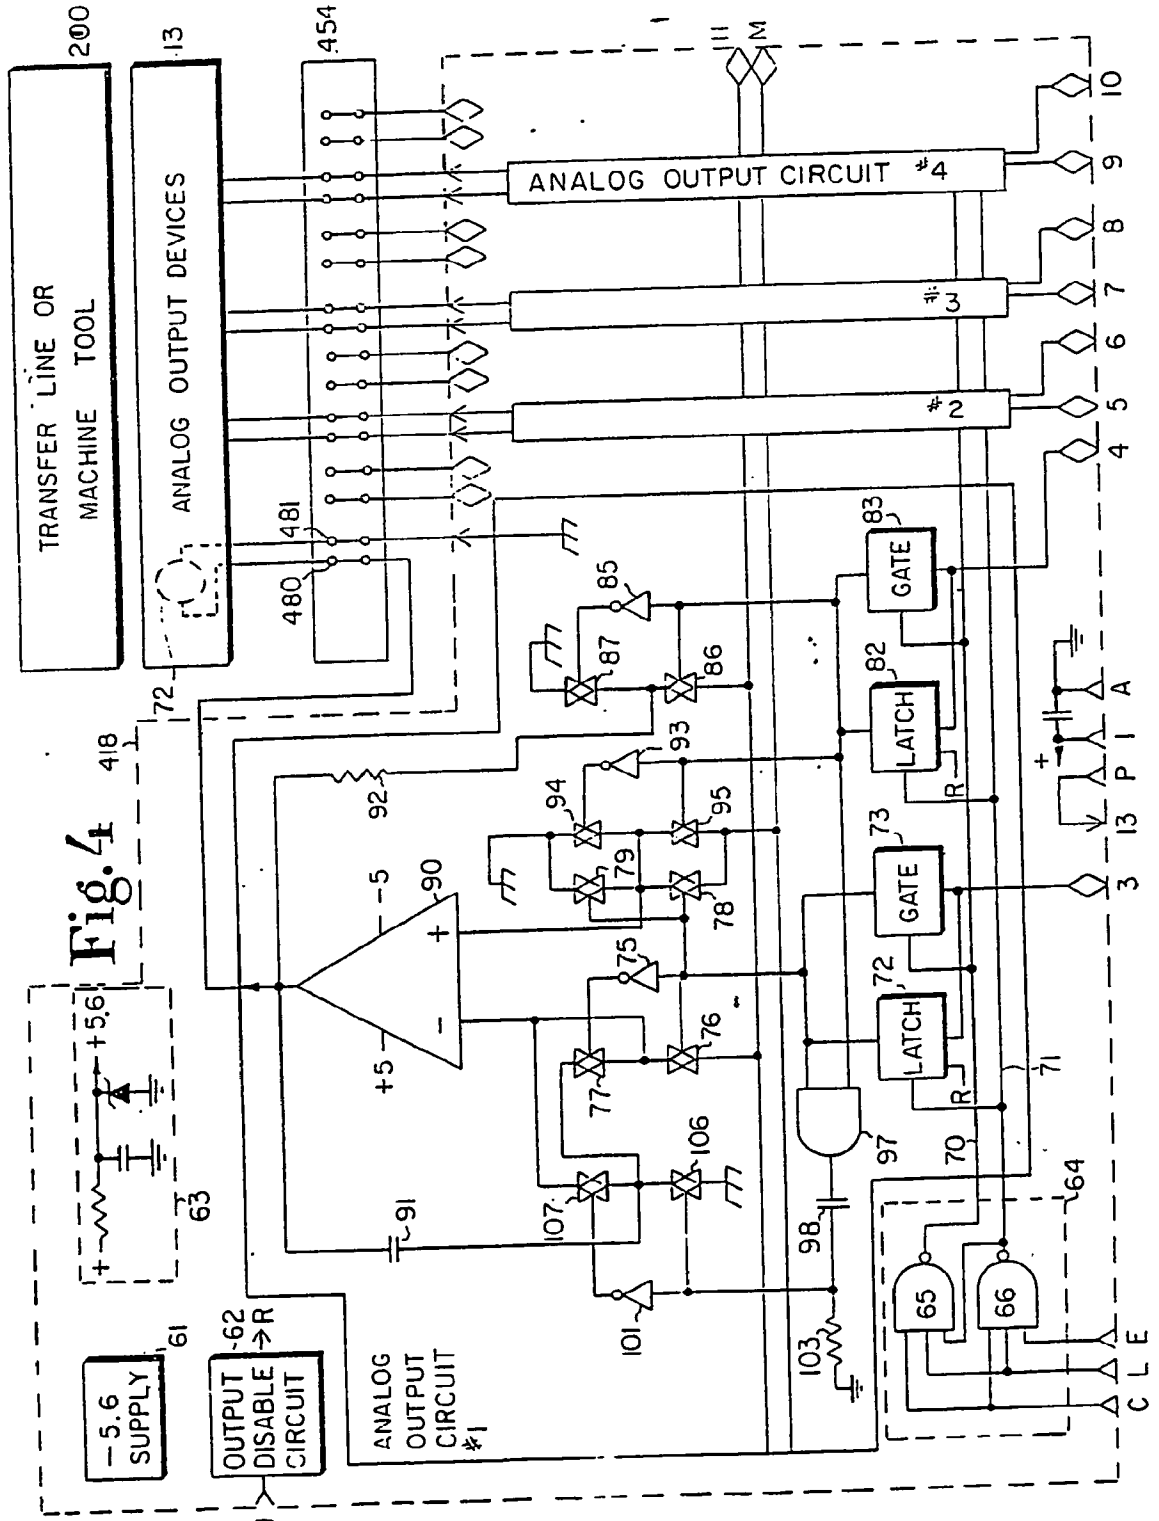 TRANSFER LINE OR
MACHINE TOOL
200
ANALOG OUTPUT DEVICES
13
72
454
480
481
418
Fig. 4
-5.6
SUPPLY
61
OUTPUT
DISABLE
CIRCUIT
62
→R
+
+5.6
63
ANALOG
OUTPUT
CIRCUIT
#1
+5
-5
-
+
90
91
92
93
94
95
79
78
75
76
77
107
106
101
103
98
97
87
86
85
LATCH
72
R
GATE
73
LATCH
82
R
GATE
83
70
71
65
66
64
#2
#3
ANALOG OUTPUT CIRCUIT #4
11
M
C
L
E
3
13
P
+
1
A
4
5
6
7
8
9
10